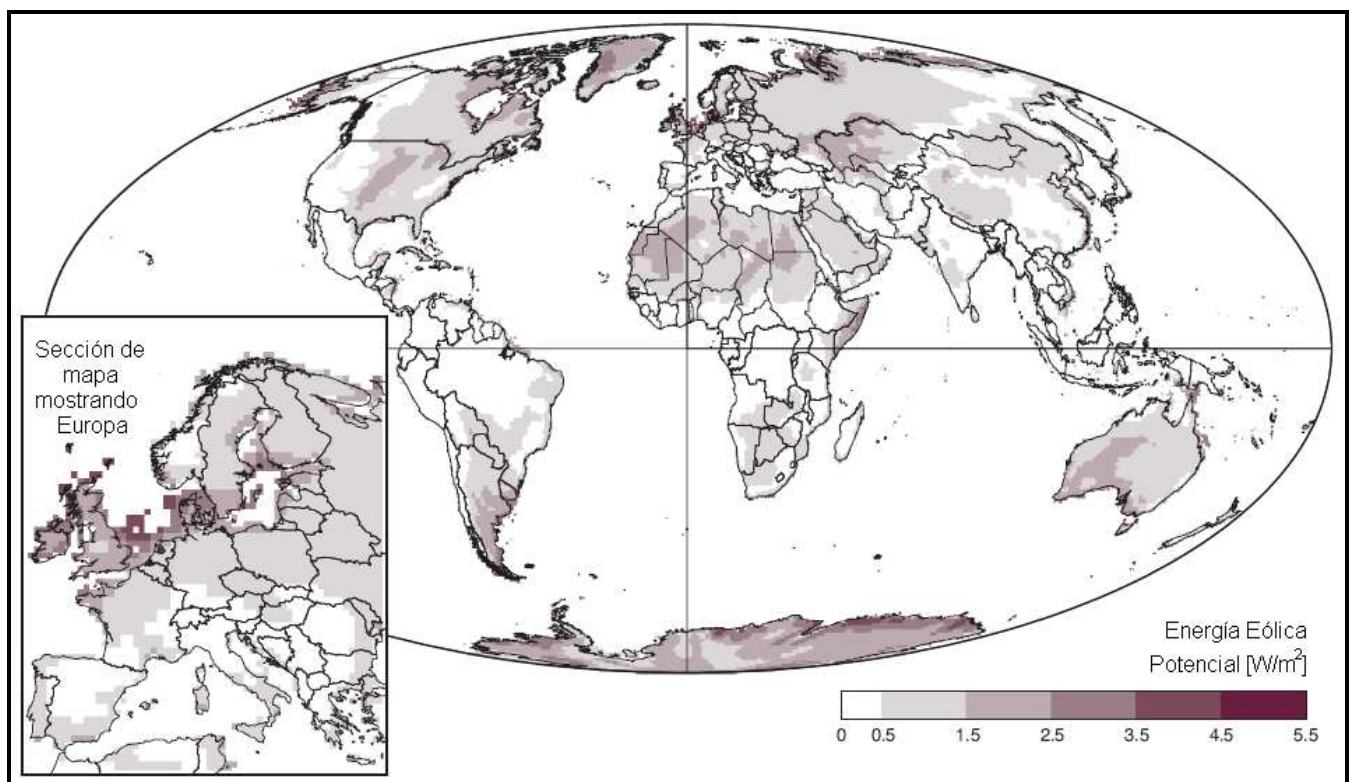 Sección de
mapa
mostrando
Europa
Energía Eólica
Potencial [W/m²]
0 0.5 1.5 2.5 3.5 4.5 5.5